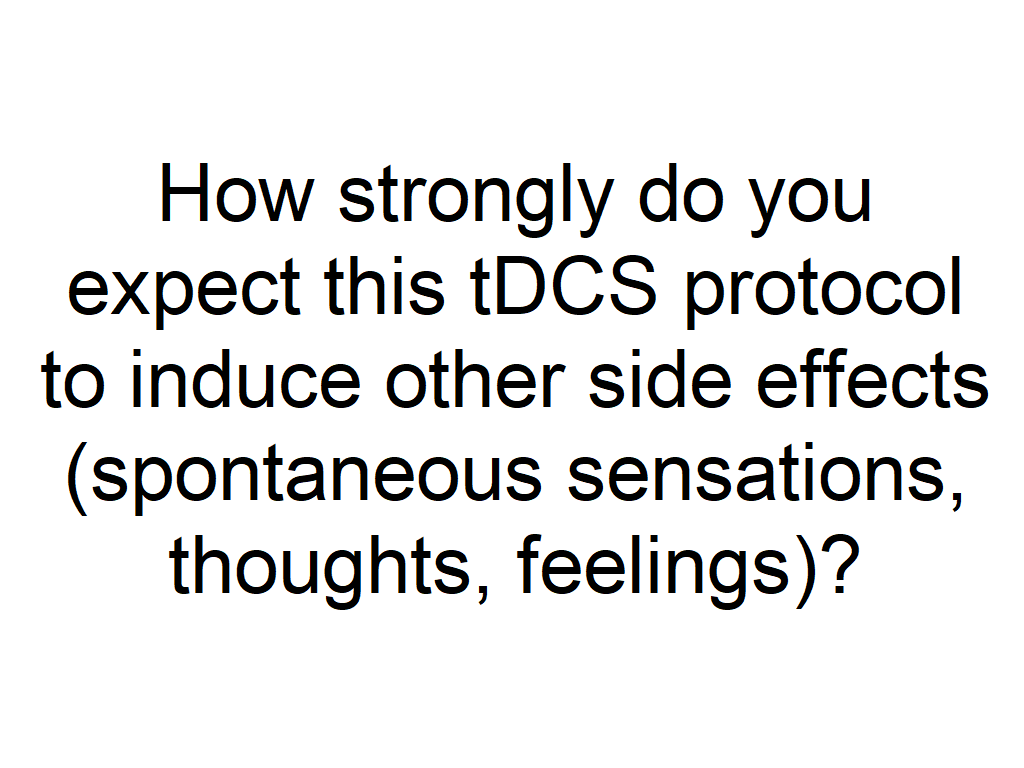 How strongly do you
expect this tDCS protocol
to induce other side effects
(spontaneous sensations,
thoughts, feelings)?